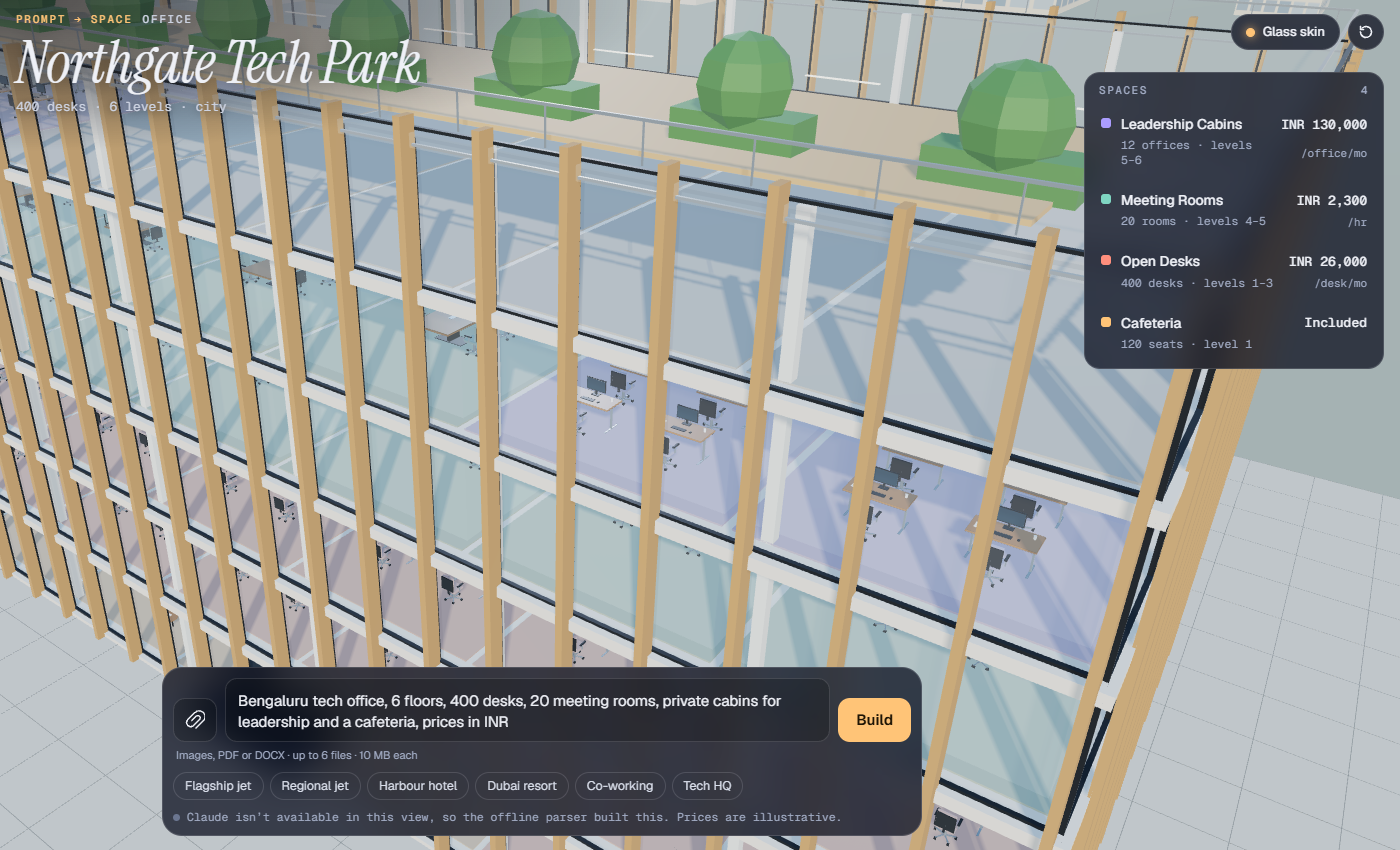 PROMPT → SPACE OFFICE
Northgate Tech Park
400 desks · 6 levels · city
Glass skin
SPACES 4
Leadership Cabins INR 130,000
12 offices · levels 5–6 /office/mo
Meeting Rooms INR 2,300
20 rooms · levels 4–5 /hr
Open Desks INR 26,000
400 desks · levels 1–3 /desk/mo
Cafeteria Included
120 seats · level 1
Bengaluru tech office, 6 floors, 400 desks, 20 meeting rooms, private cabins for
leadership and a cafeteria, prices in INR
Build
Images, PDF or DOCX · up to 6 files · 10 MB each
Flagship jet Regional jet Harbour hotel Dubai resort Co-working Tech HQ
Claude isn't available in this view, so the offline parser built this. Prices are illustrative.